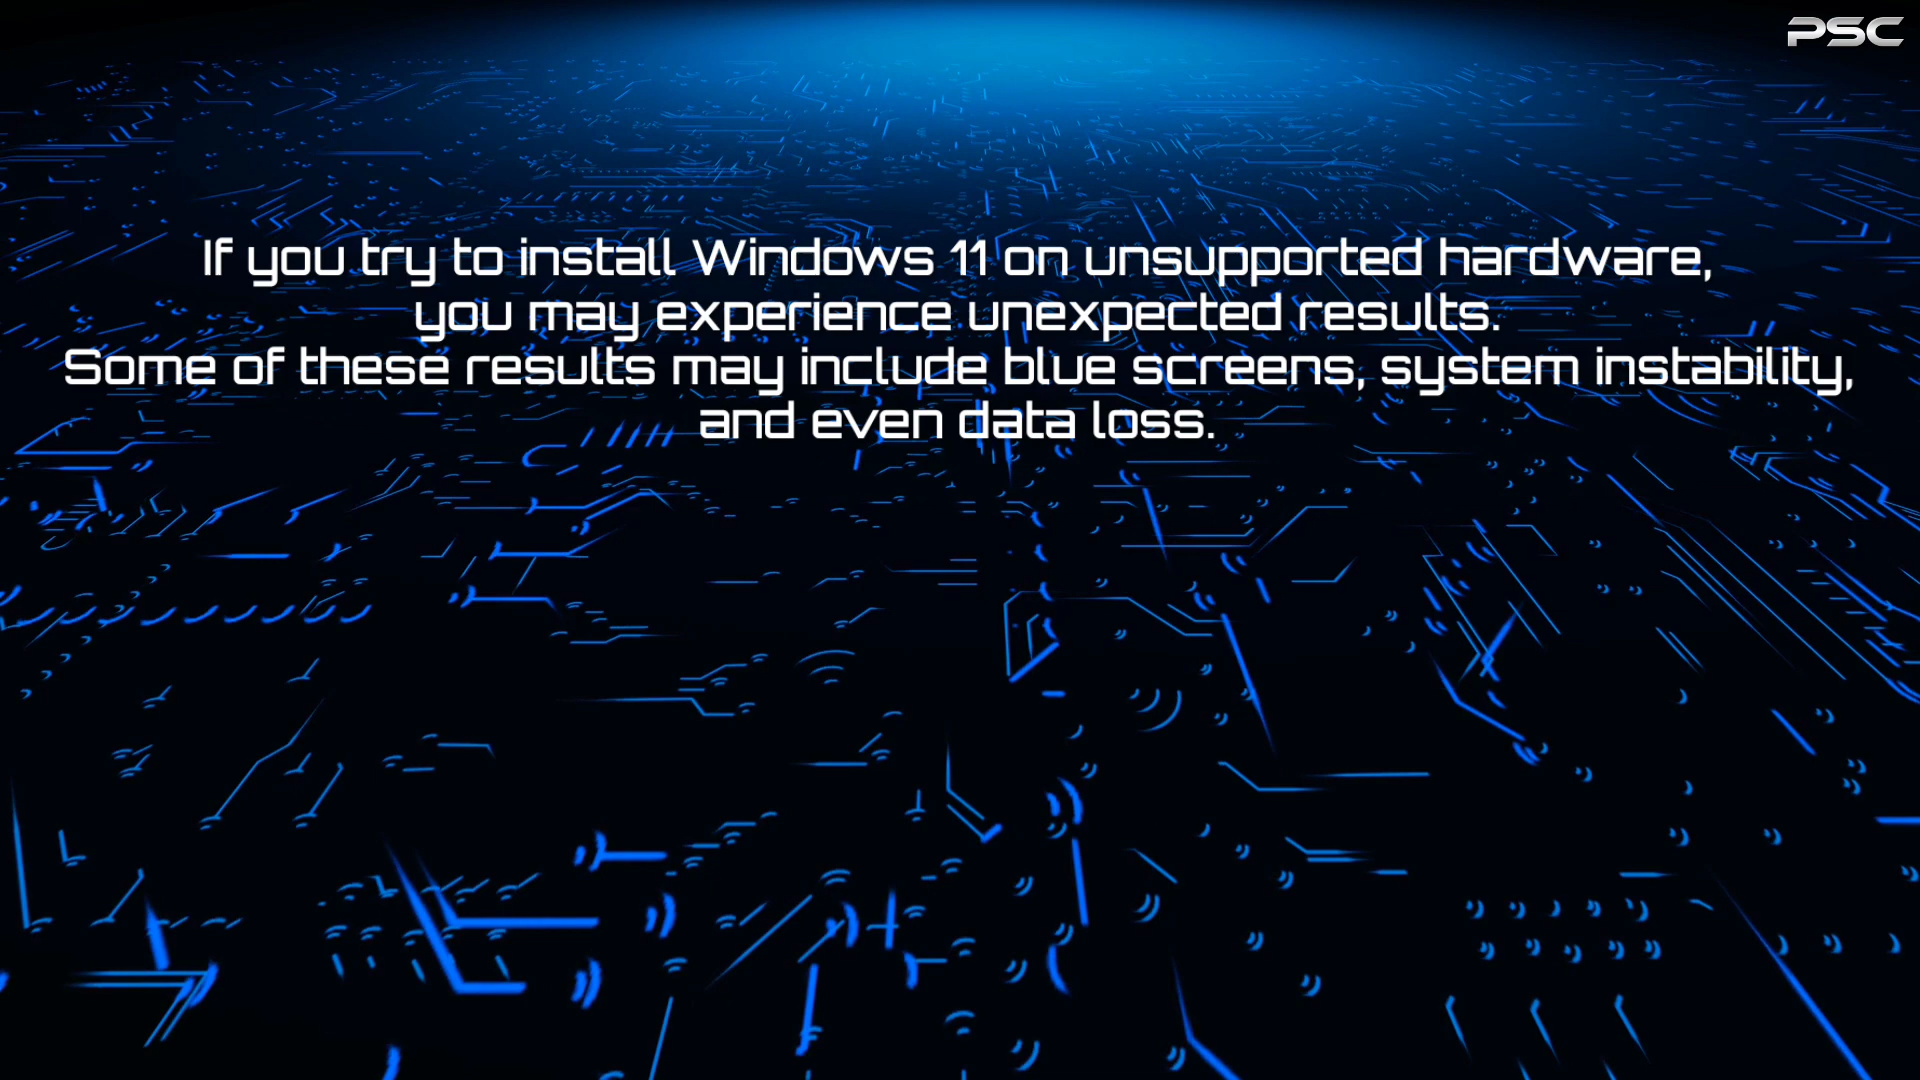 PSC
If you try to install Windows 11 on unsupported hardware,
you may experience unexpected results.
Some of these results may include blue screens, system instability,
and even data loss.